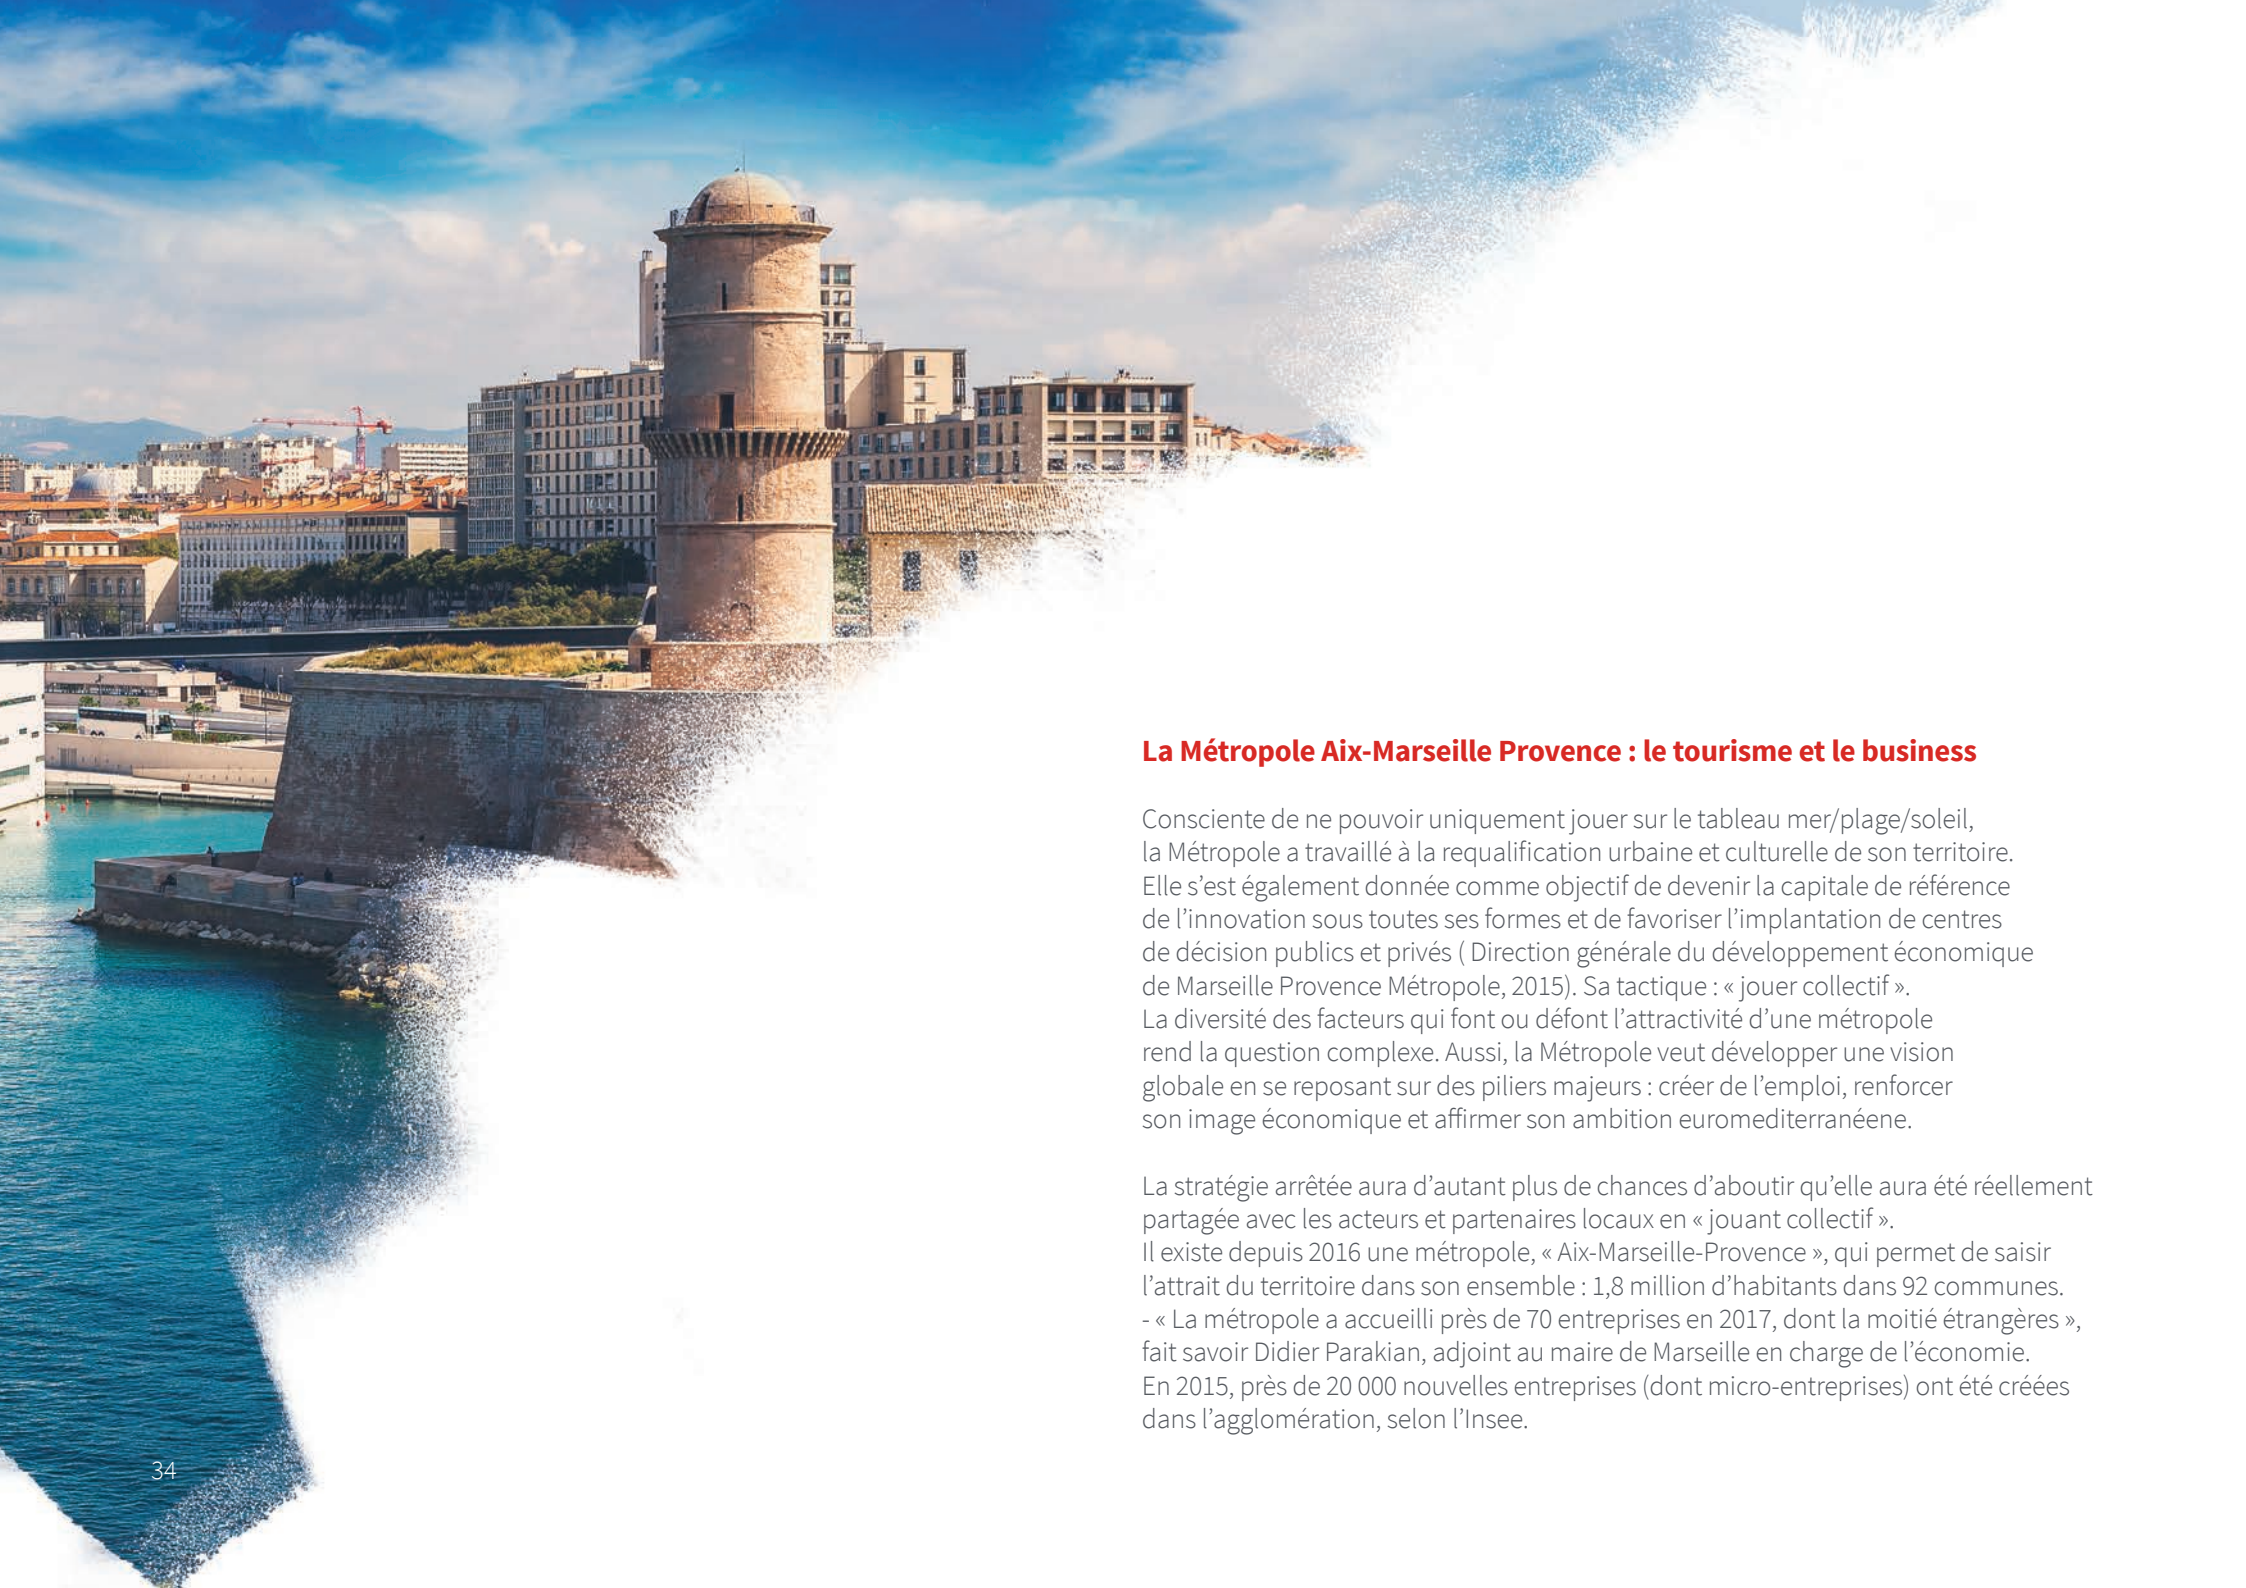 La Métropole Aix-Marseille Provence : le tourisme et le business
Consciente de ne pouvoir uniquement jouer sur le tableau mer/plage/soleil,
la Métropole a travaillé à la requalification urbaine et culturelle de son territoire.
Elle s’est également donnée comme objectif de devenir la capitale de référence
de l’innovation sous toutes ses formes et de favoriser l’implantation de centres
de décision publics et privés ( Direction générale du développement économique
de Marseille Provence Métropole, 2015). Sa tactique : « jouer collectif ».
La diversité des facteurs qui font ou défont l’attractivité d’une métropole
rend la question complexe. Aussi, la Métropole veut développer une vision
globale en se reposant sur des piliers majeurs : créer de l’emploi, renforcer
son image économique et affirmer son ambition euromediterranéene.
La stratégie arrêtée aura d’autant plus de chances d’aboutir qu’elle aura été réellement
partagée avec les acteurs et partenaires locaux en « jouant collectif ».
Il existe depuis 2016 une métropole, « Aix-Marseille-Provence », qui permet de saisir
l’attrait du territoire dans son ensemble : 1,8 million d’habitants dans 92 communes.
- « La métropole a accueilli près de 70 entreprises en 2017, dont la moitié étrangères »,
fait savoir Didier Parakian, adjoint au maire de Marseille en charge de l’économie.
En 2015, près de 20 000 nouvelles entreprises (dont micro-entreprises) ont été créées
dans l’agglomération, selon l’Insee.
34